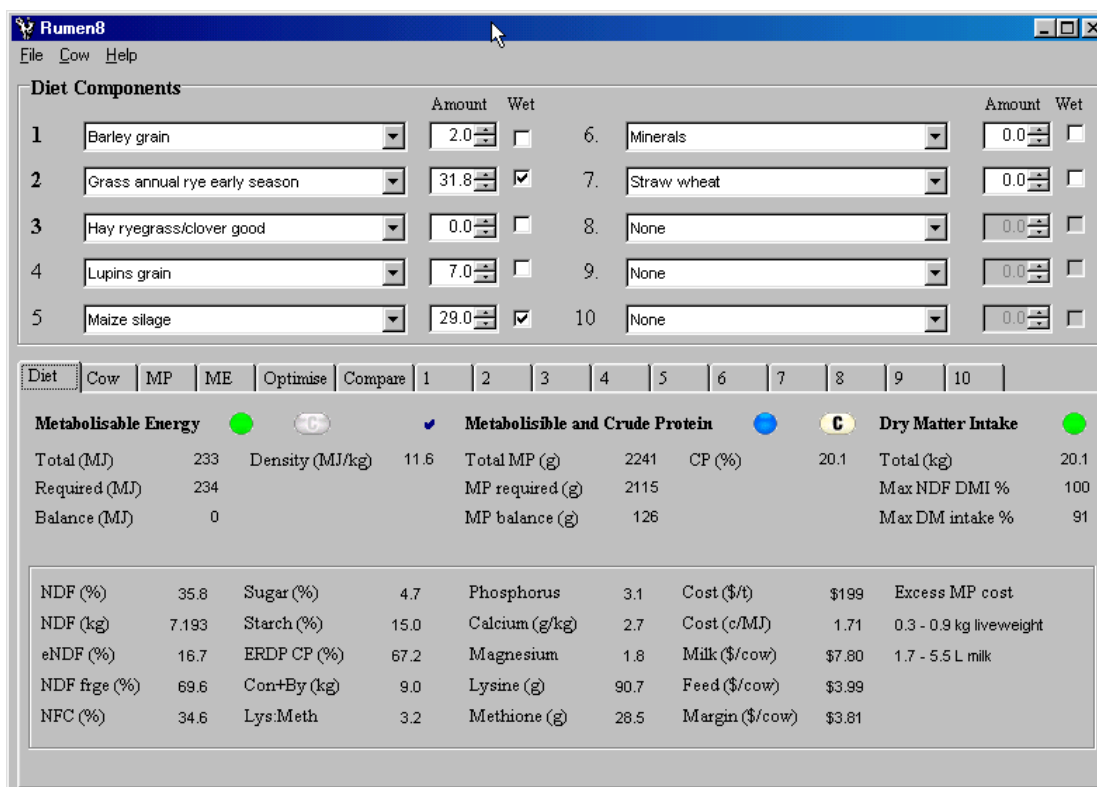 Rumen8
File Cow Help
Diet Components
Amount Wet Amount Wet
1 Barley grain 2.0 6. Minerals 0.0
2 Grass annual rye early season 31.8 7. Straw wheat 0.0
3 Hay ryegrass/clover good 0.0 8. None 0.0
4 Lupins grain 7.0 9. None 0.0
5 Maize silage 29.0 10 None 0.0
Diet Cow MP ME Optimise Compare 1 2 3 4 5 6 7 8 9 10
Metabolisable Energy C Metabolisible and Crude Protein C Dry Matter Intake
Total (MJ) 233 Density (MJ/kg) 11.6 Total MP (g) 2241 CP (%) 20.1 Total (kg) 20.1
Required (MJ) 234 MP required (g) 2115 Max NDF DMI % 100
Balance (MJ) 0 MP balance (g) 126 Max DM intake % 91
NDF (%) 35.8 Sugar (%) 4.7 Phosphorus 3.1 Cost ($/t) $199 Excess MP cost
NDF (kg) 7.193 Starch (%) 15.0 Calcium (g/kg) 2.7 Cost (c/MJ) 1.71 0.3 - 0.9 kg liveweight
eNDF (%) 16.7 ERDP CP (%) 67.2 Magnesium 1.8 Milk ($/cow) $7.80 1.7 - 5.5 L milk
NDF frge (%) 69.6 Con+By (kg) 9.0 Lysine (g) 90.7 Feed ($/cow) $3.99
NFC (%) 34.6 Lys:Meth 3.2 Methione (g) 28.5 Margin ($/cow) $3.81